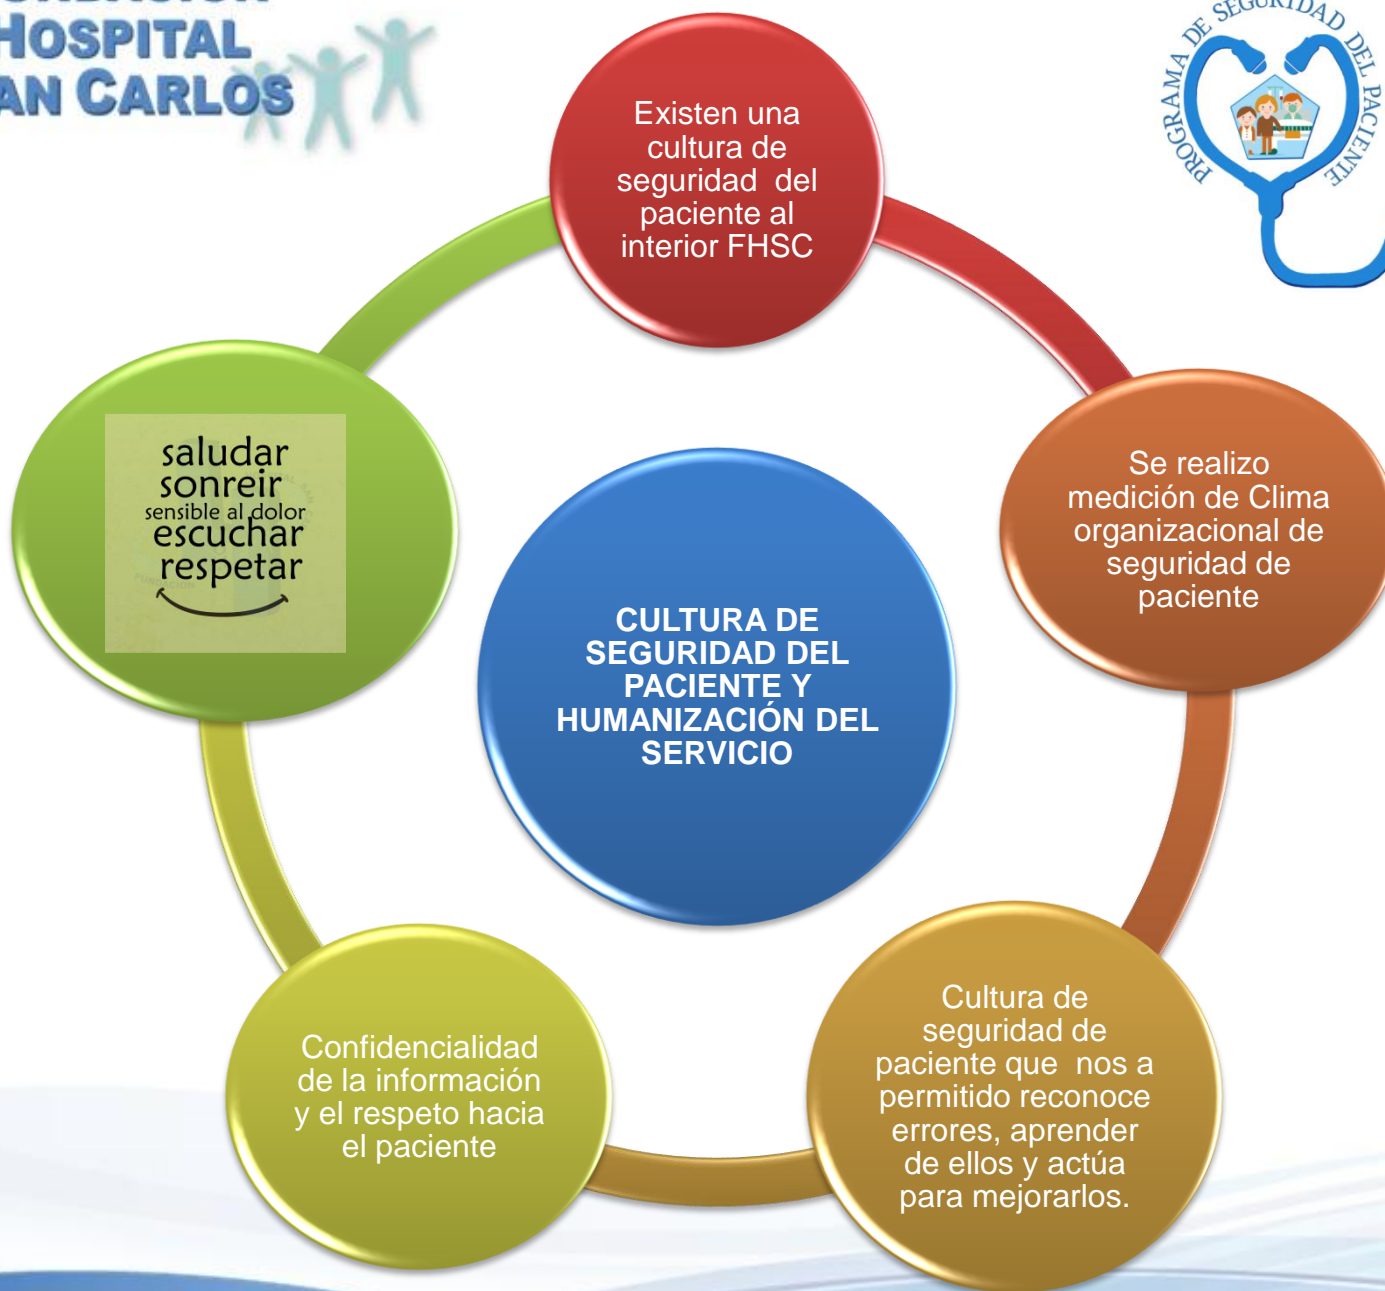 HOSPITAL
AN CARLOS
PROGRAMA DE SEGURIDAD DEL PACIENTE
Existen una
cultura de
seguridad del
paciente al
interior FHSC
Se realizo
medición de Clima
organizacional de
seguridad de
paciente
Cultura de
seguridad de
paciente que nos a
permitido reconoce
errores, aprender
de ellos y actúa
para mejorarlos.
Confidencialidad
de la información
y el respeto hacia
el paciente
saludar
sonreir
sensible al dolor
escuchar
respetar
FUNDACION
CULTURA DE
SEGURIDAD DEL
PACIENTE Y
HUMANIZACIÓN DEL
SERVICIO